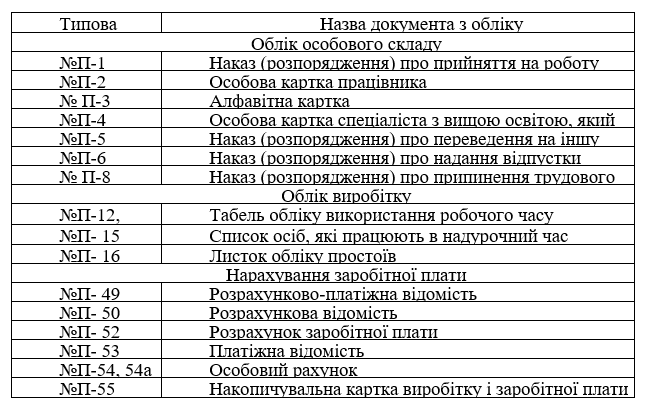 Типова Назва документа з обліку
Облік особового складу
№П-1 Наказ (розпорядження) про прийняття на роботу
№П-2 Особова картка працівника
№ П-3 Алфавітна картка
№П-4 Особова картка спеціаліста з вищою освітою, який
№П-5 Наказ (розпорядження) про переведення на іншу
№П-6 Наказ (розпорядження) про надання відпустки
№ П-8 Наказ (розпорядження) про припинення трудового
Облік виробітку
№П-12, Табель обліку використання робочого часу
№П- 15 Список осіб, які працюють в надурочний час
№П- 16 Листок обліку простоїв
Нарахування заробітної плати
№П- 49 Розрахунково-платіжна відомість
№П- 50 Розрахункова відомість
№П- 52 Розрахунок заробітної плати
№П- 53 Платіжна відомість
№П-54, 54а Особовий рахунок
№П-55 Накопичувальна картка виробітку і заробітної плати